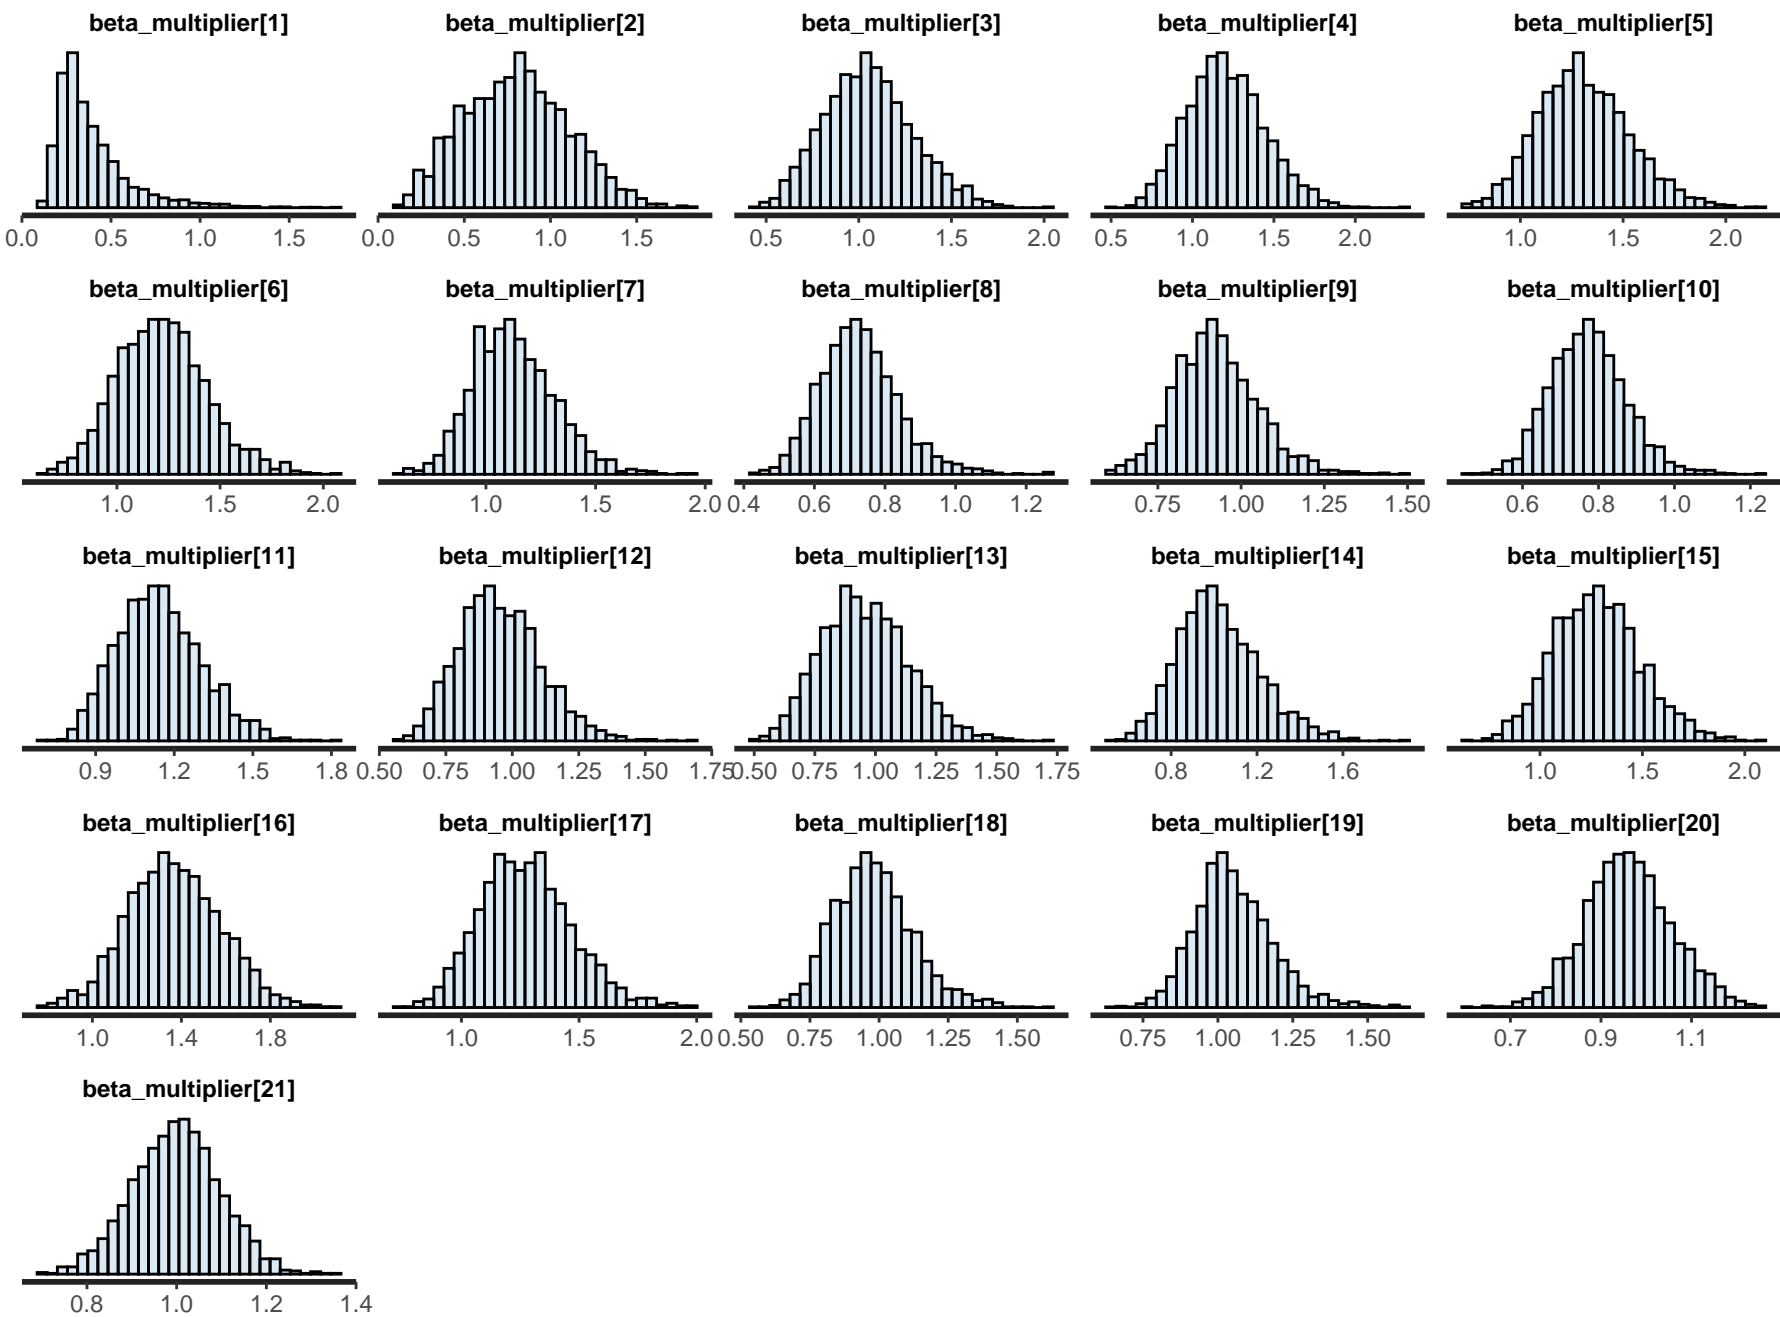 beta_multiplier[1] beta_multiplier[2] beta_multiplier[3] beta_multiplier[4] beta_multiplier[5]
0.0 0.5 1.0 1.5 0.0 0.5 1.0 1.5 0.5 1.0 1.5 2.0 0.5 1.0 1.5 2.0 1.0 1.5 2.0
beta_multiplier[6] beta_multiplier[7] beta_multiplier[8] beta_multiplier[9] beta_multiplier[10]
1.0 1.5 2.0 1.0 1.5 2.0 0.4 0.6 0.8 1.0 1.2 0.75 1.00 1.25 1.50 0.6 0.8 1.0 1.2
beta_multiplier[11] beta_multiplier[12] beta_multiplier[13] beta_multiplier[14] beta_multiplier[15]
0.9 1.2 1.5 1.8 0.50 0.75 1.00 1.25 1.50 1.75 0.50 0.75 1.00 1.25 1.50 1.75 0.8 1.2 1.6 1.0 1.5 2.0
beta_multiplier[16] beta_multiplier[17] beta_multiplier[18] beta_multiplier[19] beta_multiplier[20]
1.0 1.4 1.8 1.0 1.5 2.0 0.50 0.75 1.00 1.25 1.50 0.75 1.00 1.25 1.50 0.7 0.9 1.1
beta_multiplier[21]
0.8 1.0 1.2 1.4